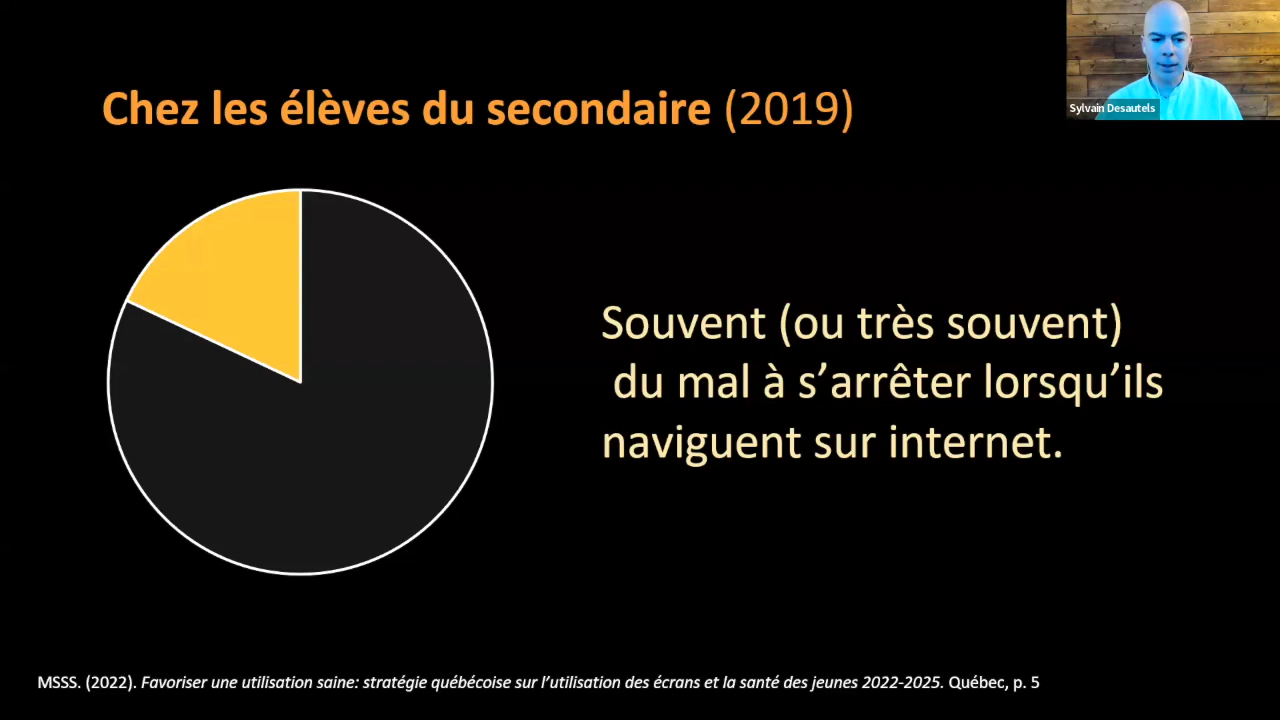 Sylvain Desautels
Chez les élèves du secondaire (2019)
Souvent (ou très souvent)
du mal à s’arrêter lorsqu’ils
naviguent sur internet.
MSSS. (2022). Favoriser une utilisation saine: stratégie québécoise sur l’utilisation des écrans et la santé des jeunes 2022-2025. Québec, p. 5